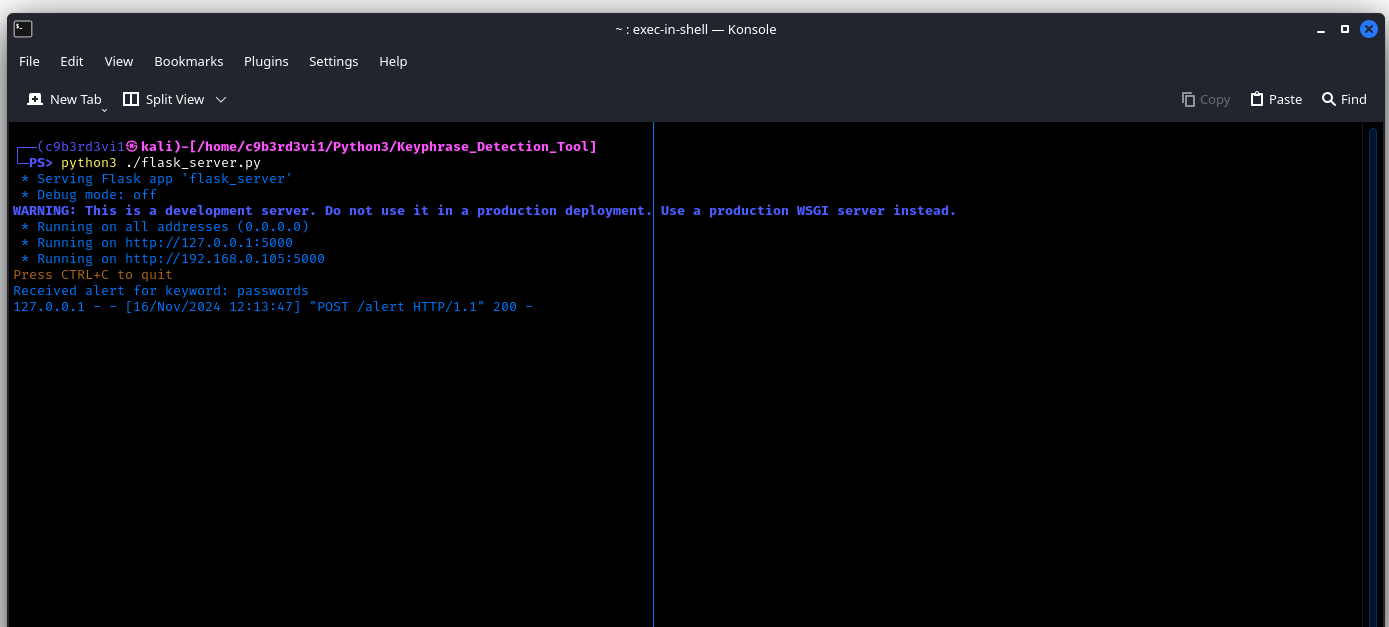 ~ : exec-in-shell — Konsole
File Edit View Bookmarks Plugins Settings Help
New Tab Split View Copy Paste Find
(c9b3rd3vi1㉿kali)-[/home/c9b3rd3vi1/Python3/Keyphrase_Detection_Tool]
PS> python3 ./flask_server.py
* Serving Flask app 'flask_server'
* Debug mode: off
WARNING: This is a development server. Do not use it in a production deployment. Use a production WSGI server instead.
* Running on all addresses (0.0.0.0)
* Running on http://127.0.0.1:5000
* Running on http://192.168.0.105:5000
Press CTRL+C to quit
Received alert for keyword: passwords
127.0.0.1 - - [16/Nov/2024 12:13:47] "POST /alert HTTP/1.1" 200 -